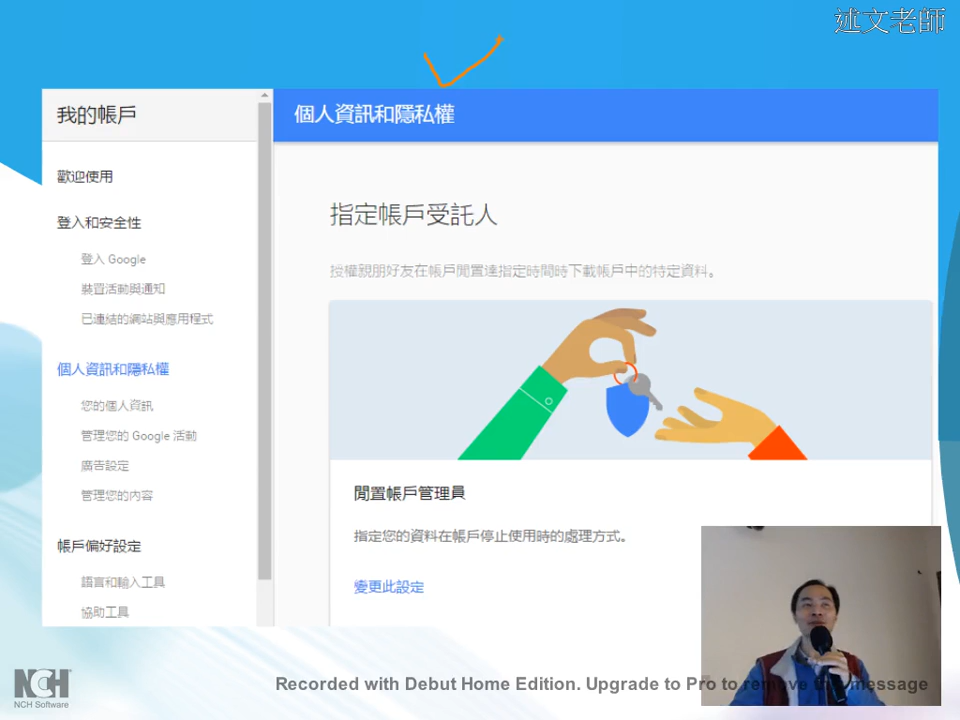 述文老師
我的帳戶
歡迎使用
登入和安全性
登入 Google
裝置活動與通知
已連結的網站與應用程式
個人資訊和隱私權
您的個人資訊
管理您的 Google 活動
廣告設定
管理您的內容
帳戶偏好設定
語言和輸入工具
協助工具
個人資訊和隱私權
指定帳戶受託人
授權親朋好友在帳戶閒置達指定時間時下載帳戶中的特定資料。
閒置帳戶管理員
指定您的資料在帳戶停止使用時的處理方式。
變更此設定
NCH
NCH Software
Recorded with Debut Home Edition. Upgrade to Pro to remove this message